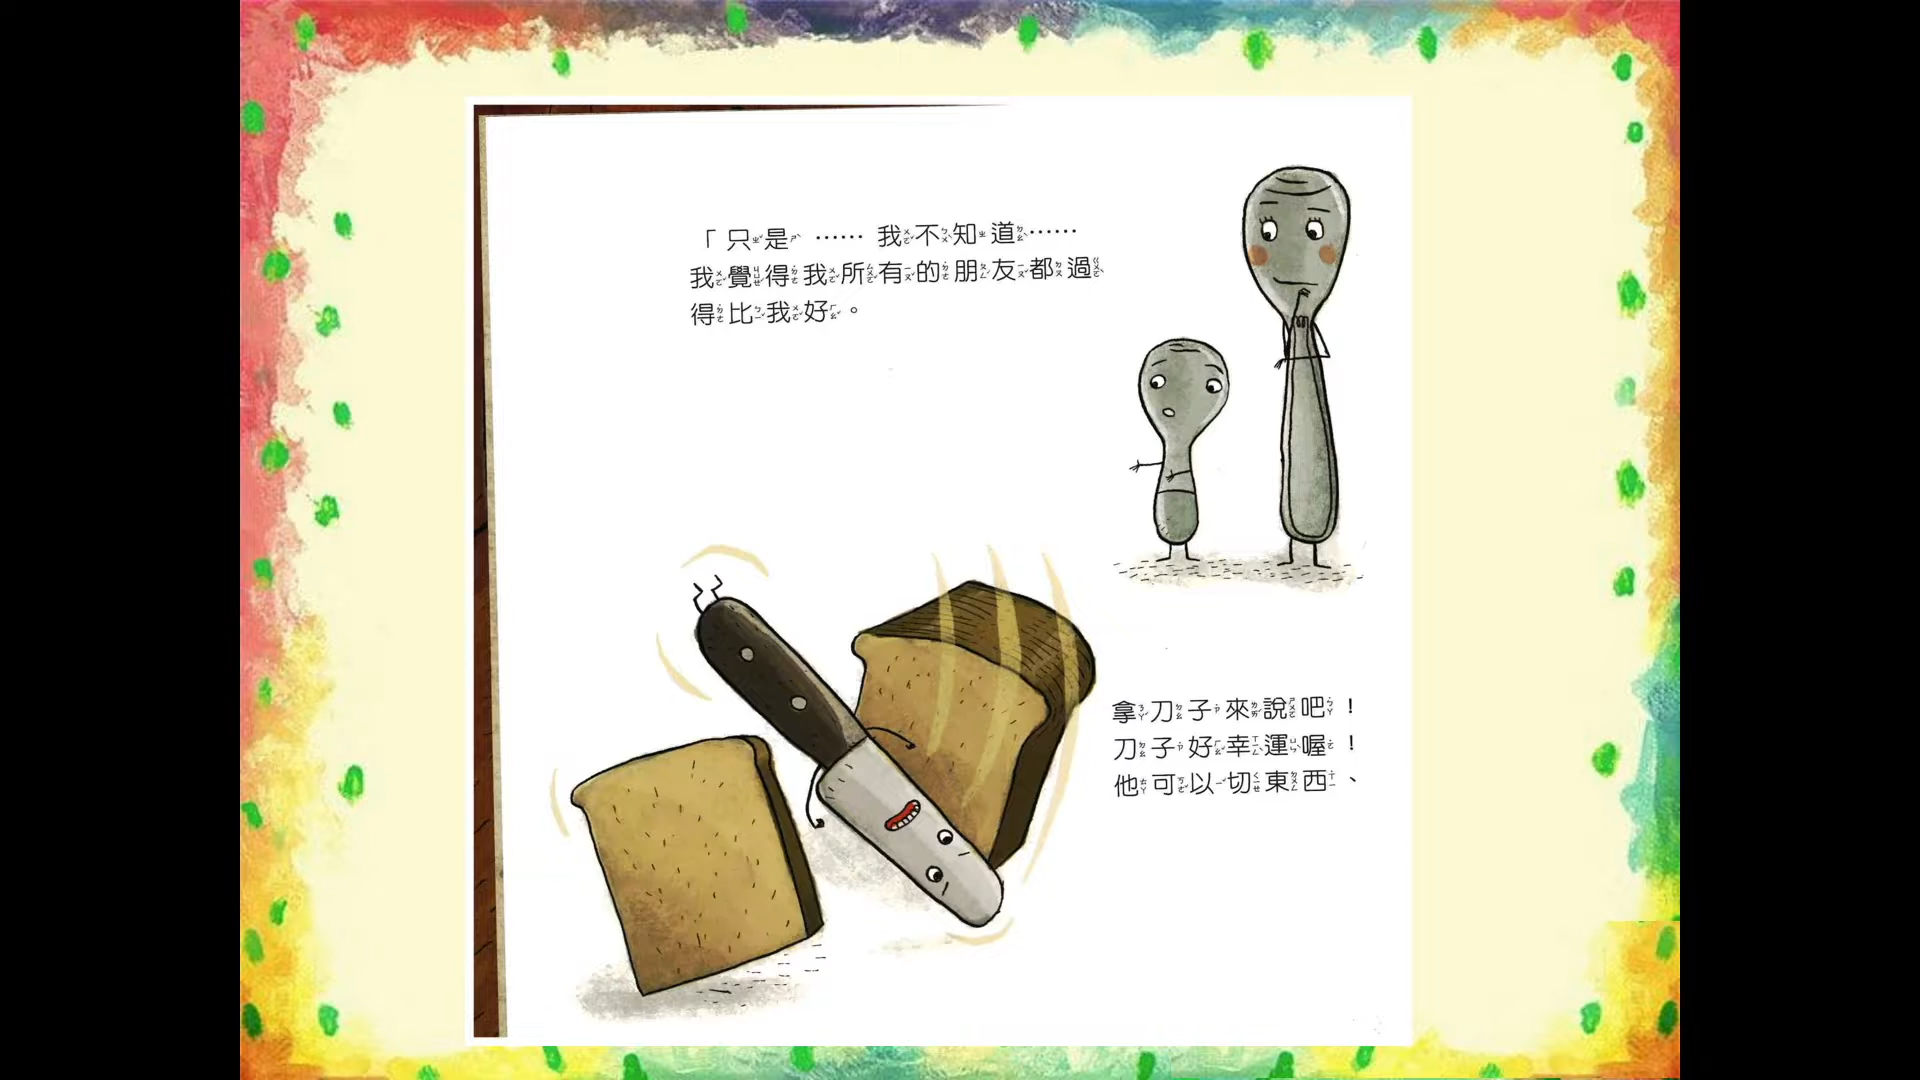 「只是……我不知道……
我覺得我所有的朋友都過
得比我好。
拿刀子來說吧！
刀子好幸運喔！
他可以切東西、